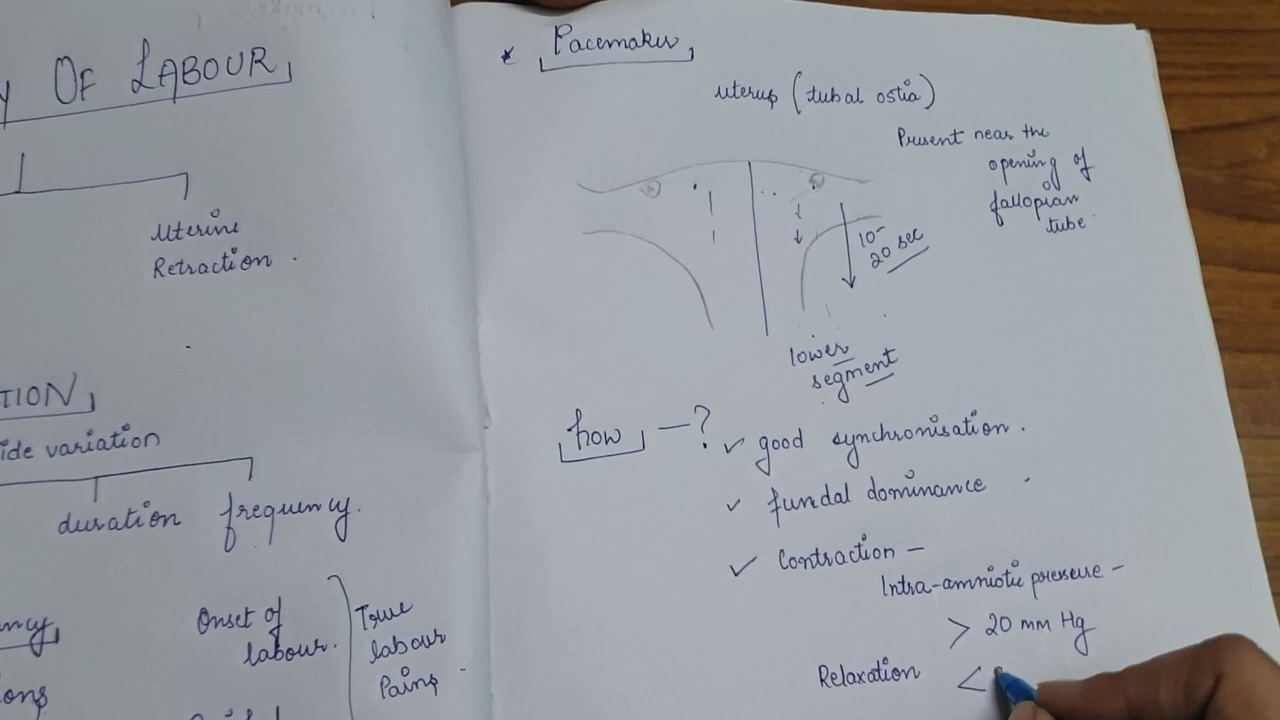 OF LABOUR
Uterine
Retraction.
TION
ide variation
duration frequency.
ncy
Onset of
labour.
True
labour
Pains
ons
* Pacemaker
uterus (tubal ostia)
Present near the
opening of
fallopian
tube
10-
20 sec
lower
segment
how —?
✓ good synchronisation.
✓ fundal dominance
✓ Contraction —
Intra-amniotic pressure —
> 20 mm Hg
Relaxation <